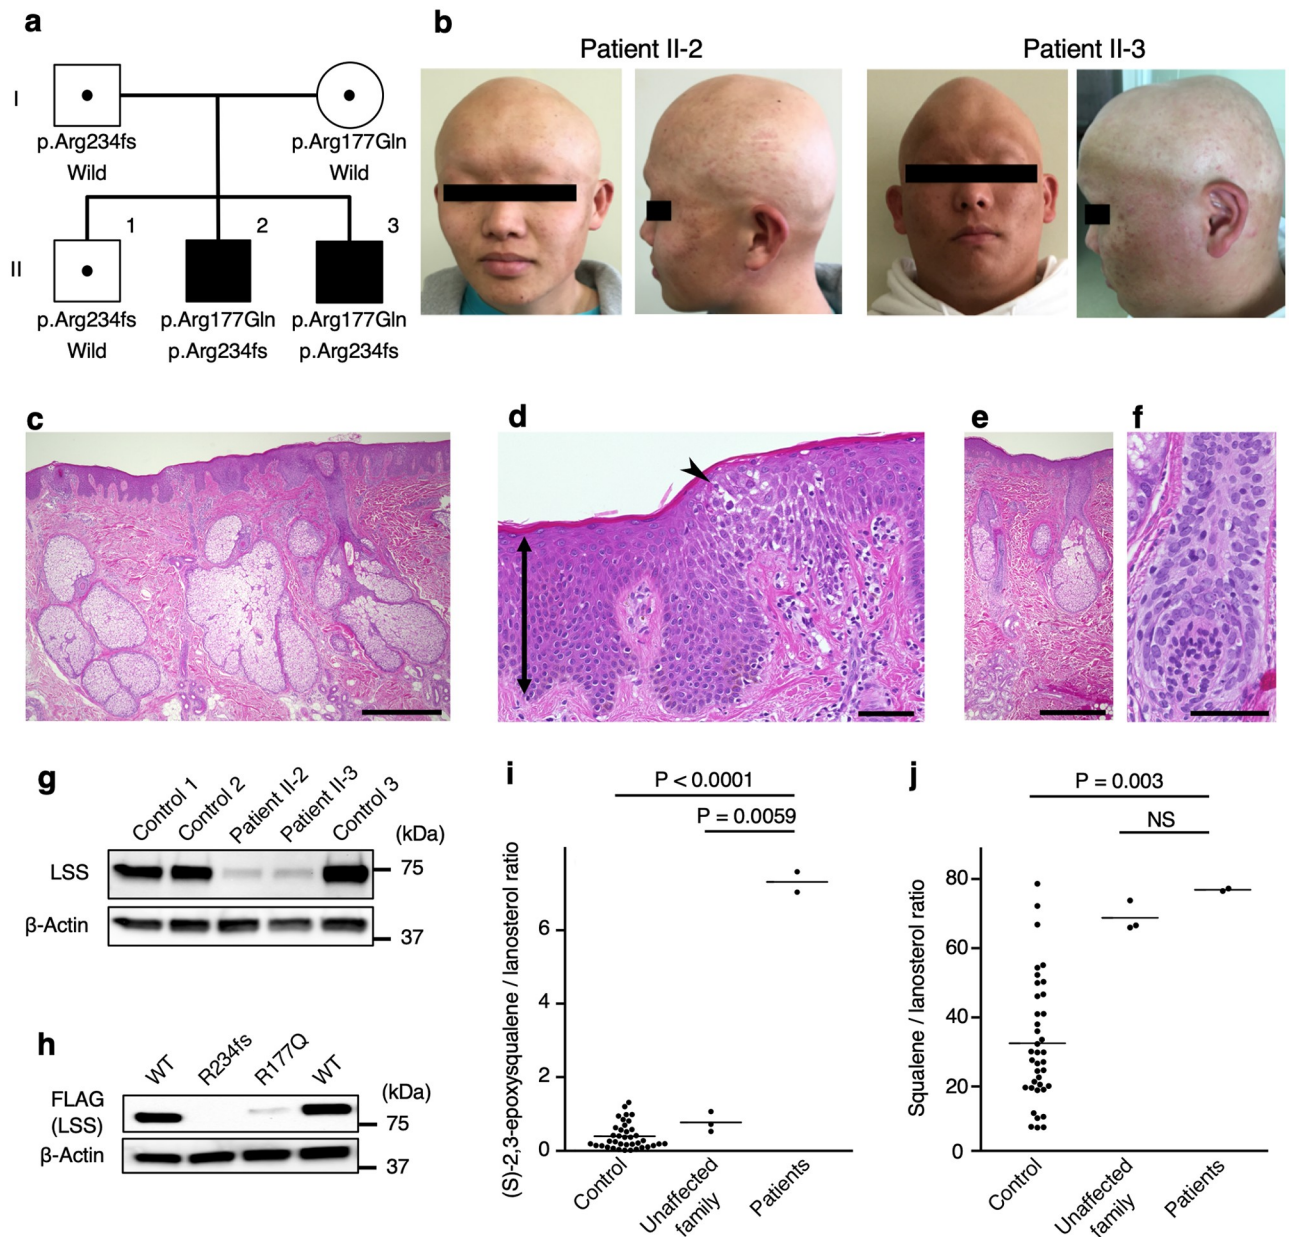 a
I
p.Arg234fs
Wild
p.Arg177Gln
Wild
1
2
3
II
p.Arg234fs
Wild
p.Arg177Gln
p.Arg234fs
p.Arg177Gln
p.Arg234fs
b
Patient II-2
Patient II-3
c
d
e
f
g
Control 1
Control 2
Patient II-2
Patient II-3
Control 3
(kDa)
LSS
75
β-Actin
37
h
WT
R234fs
R177Q
WT
(kDa)
FLAG
(LSS)
75
β-Actin
37
i
P < 0.0001
P = 0.0059
(S)-2,3-epoxysqualene / lanosterol ratio
6
4
2
0
Control
Unaffected
family
Patients
j
P = 0.003
NS
Squalene / lanosterol ratio
80
60
40
20
0
Control
Unaffected
family
Patients